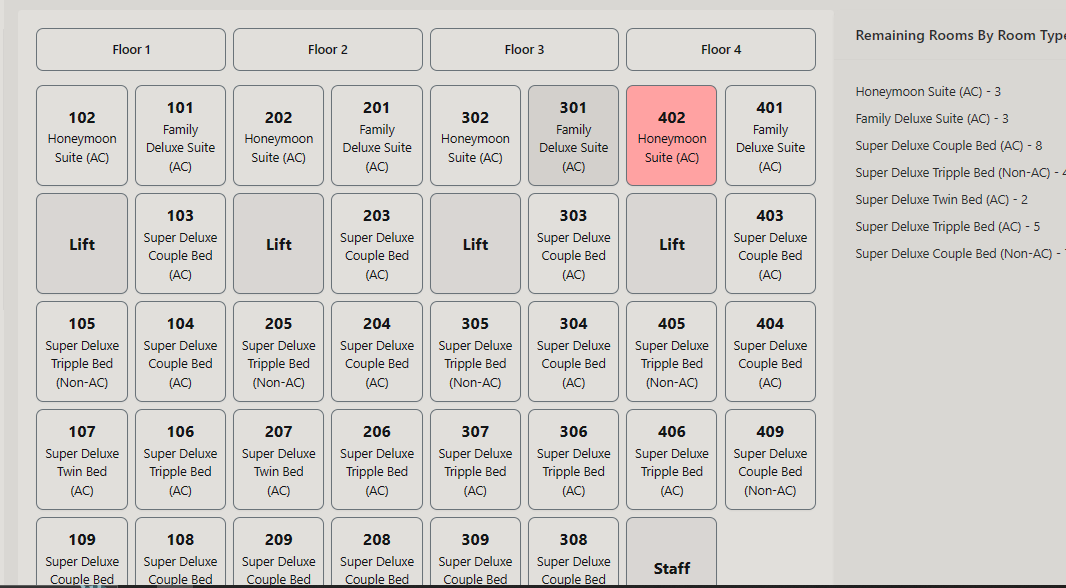 Floor 1
Floor 2
Floor 3
Floor 4
102
Honeymoon
Suite (AC)
101
Family
Deluxe Suite
(AC)
202
Honeymoon
Suite (AC)
201
Family
Deluxe Suite
(AC)
302
Honeymoon
Suite (AC)
301
Family
Deluxe Suite
(AC)
402
Honeymoon
Suite (AC)
401
Family
Deluxe Suite
(AC)
Lift
103
Super Deluxe
Couple Bed
(AC)
Lift
203
Super Deluxe
Couple Bed
(AC)
Lift
303
Super Deluxe
Couple Bed
(AC)
Lift
403
Super Deluxe
Couple Bed
(AC)
105
Super Deluxe
Tripple Bed
(Non-AC)
104
Super Deluxe
Couple Bed
(AC)
205
Super Deluxe
Tripple Bed
(Non-AC)
204
Super Deluxe
Couple Bed
(AC)
305
Super Deluxe
Tripple Bed
(Non-AC)
304
Super Deluxe
Couple Bed
(AC)
405
Super Deluxe
Tripple Bed
(Non-AC)
404
Super Deluxe
Couple Bed
(AC)
107
Super Deluxe
Twin Bed
(AC)
106
Super Deluxe
Tripple Bed
(AC)
207
Super Deluxe
Twin Bed
(AC)
206
Super Deluxe
Tripple Bed
(AC)
307
Super Deluxe
Tripple Bed
(AC)
306
Super Deluxe
Tripple Bed
(AC)
406
Super Deluxe
Tripple Bed
(AC)
409
Super Deluxe
Couple Bed
(Non-AC)
109
Super Deluxe
Couple Bed
108
Super Deluxe
Couple Bed
209
Super Deluxe
Couple Bed
208
Super Deluxe
Couple Bed
309
Super Deluxe
Couple Bed
308
Super Deluxe
Couple Bed
Staff
Remaining Rooms By Room Type
Honeymoon Suite (AC) - 3
Family Deluxe Suite (AC) - 3
Super Deluxe Couple Bed (AC) - 8
Super Deluxe Tripple Bed (Non-AC) - 4
Super Deluxe Twin Bed (AC) - 2
Super Deluxe Tripple Bed (AC) - 5
Super Deluxe Couple Bed (Non-AC) -